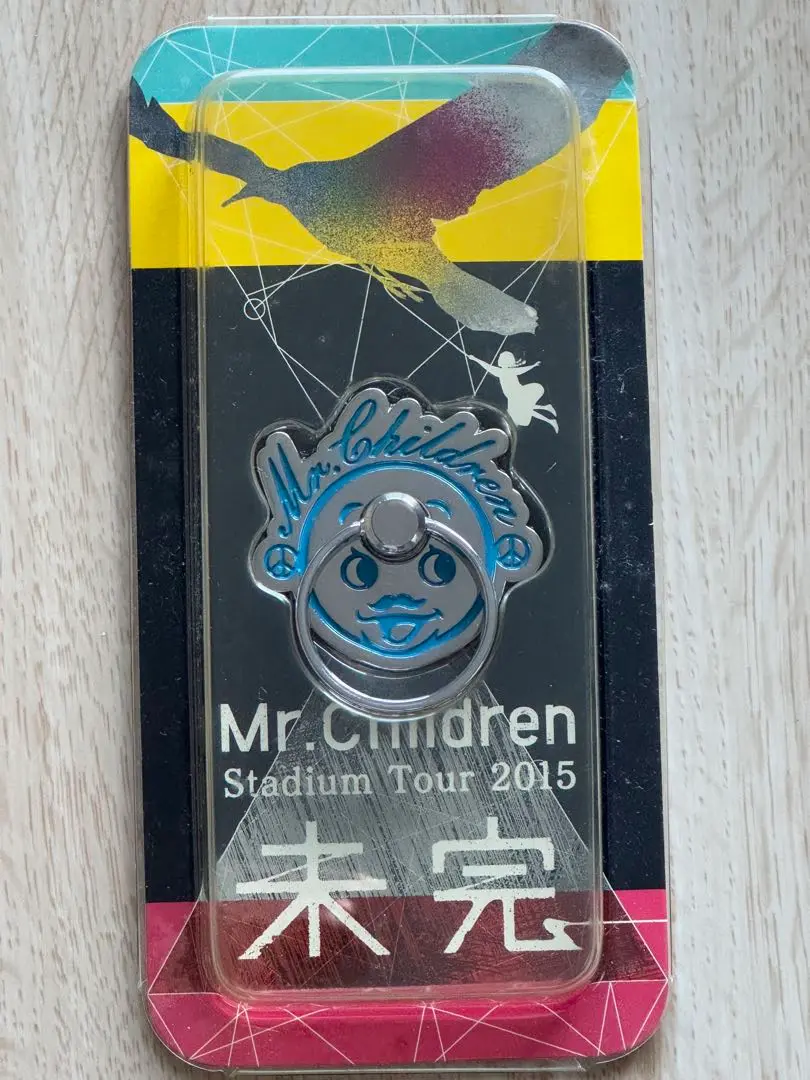 Mr. Children
Mr.Children
Stadium Tour 2015
未完